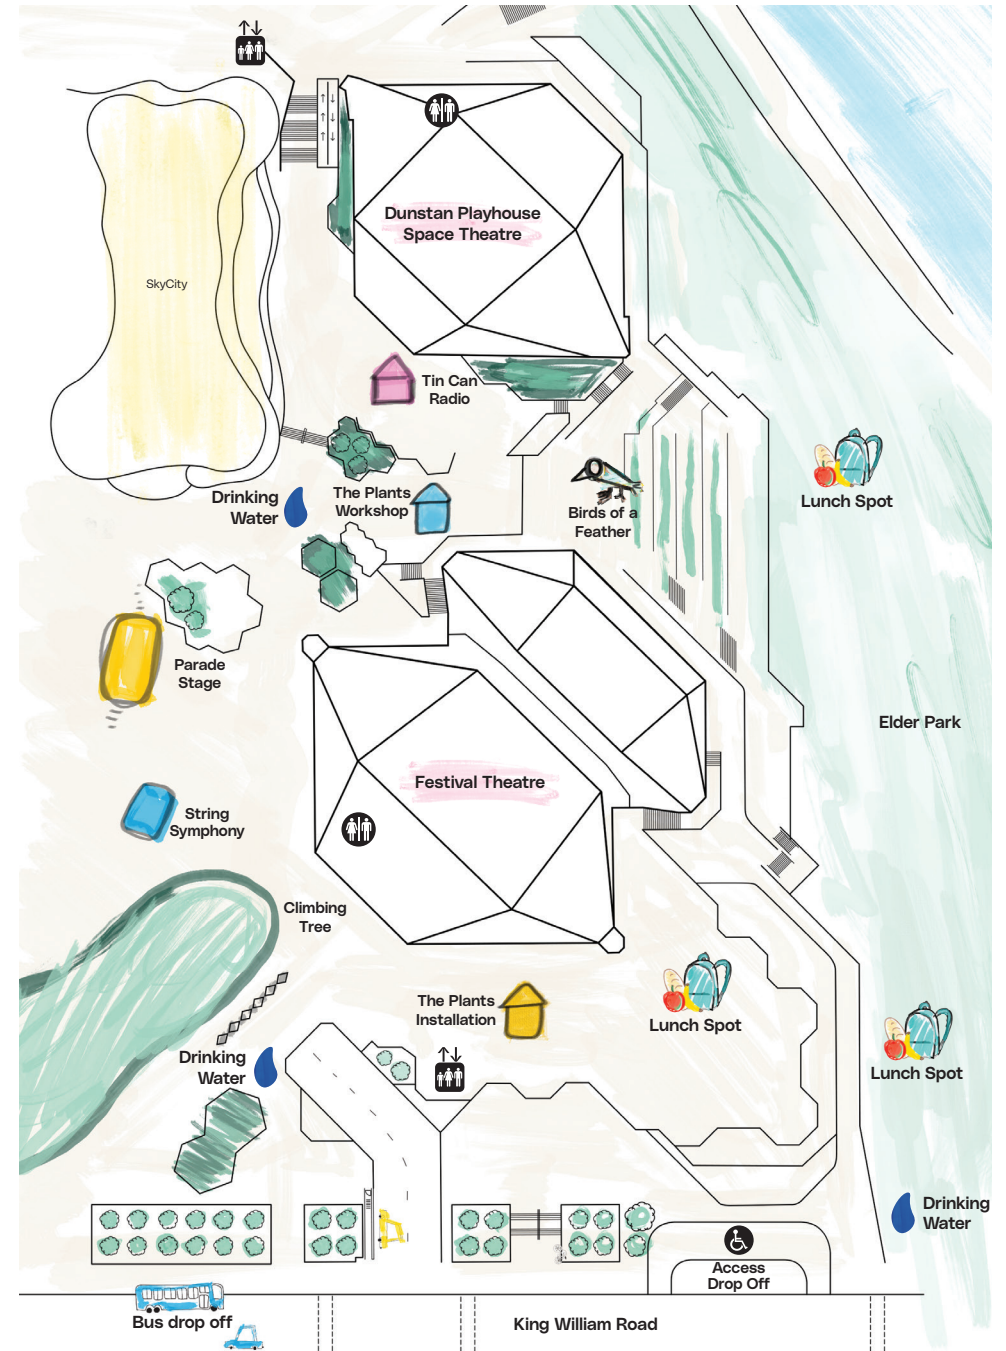 Dunstan Playhouse
Space Theatre
SkyCity
Tin Can
Radio
Drinking
Water
The Plants
Workshop
Birds of a
Feather
Lunch Spot
Parade
Stage
Elder Park
Festival Theatre
String
Symphony
Climbing
Tree
The Plants
Installation
Lunch Spot
Drinking
Water
Lunch Spot
Drinking
Water
Access
Drop Off
Bus drop off
King William Road